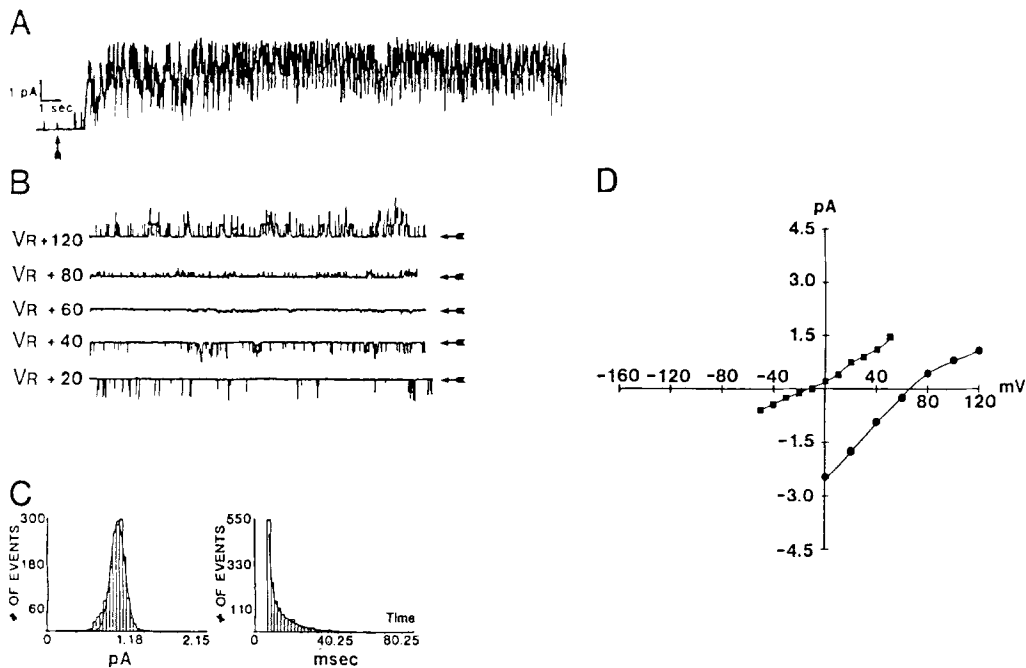 A
1 pA
1 sec
B
VR + 120
VR + 80
VR + 60
VR + 40
VR + 20
C
# OF EVENTS
300
180
60
0
1.18
2.15
pA
# OF EVENTS
550
330
110
0
40.25
80.25
Time
msec
D
pA
4.5
3.0
1.5
-160 -120 -80 -40 0 40 80 120 mV
-1.5
-3.0
-4.5